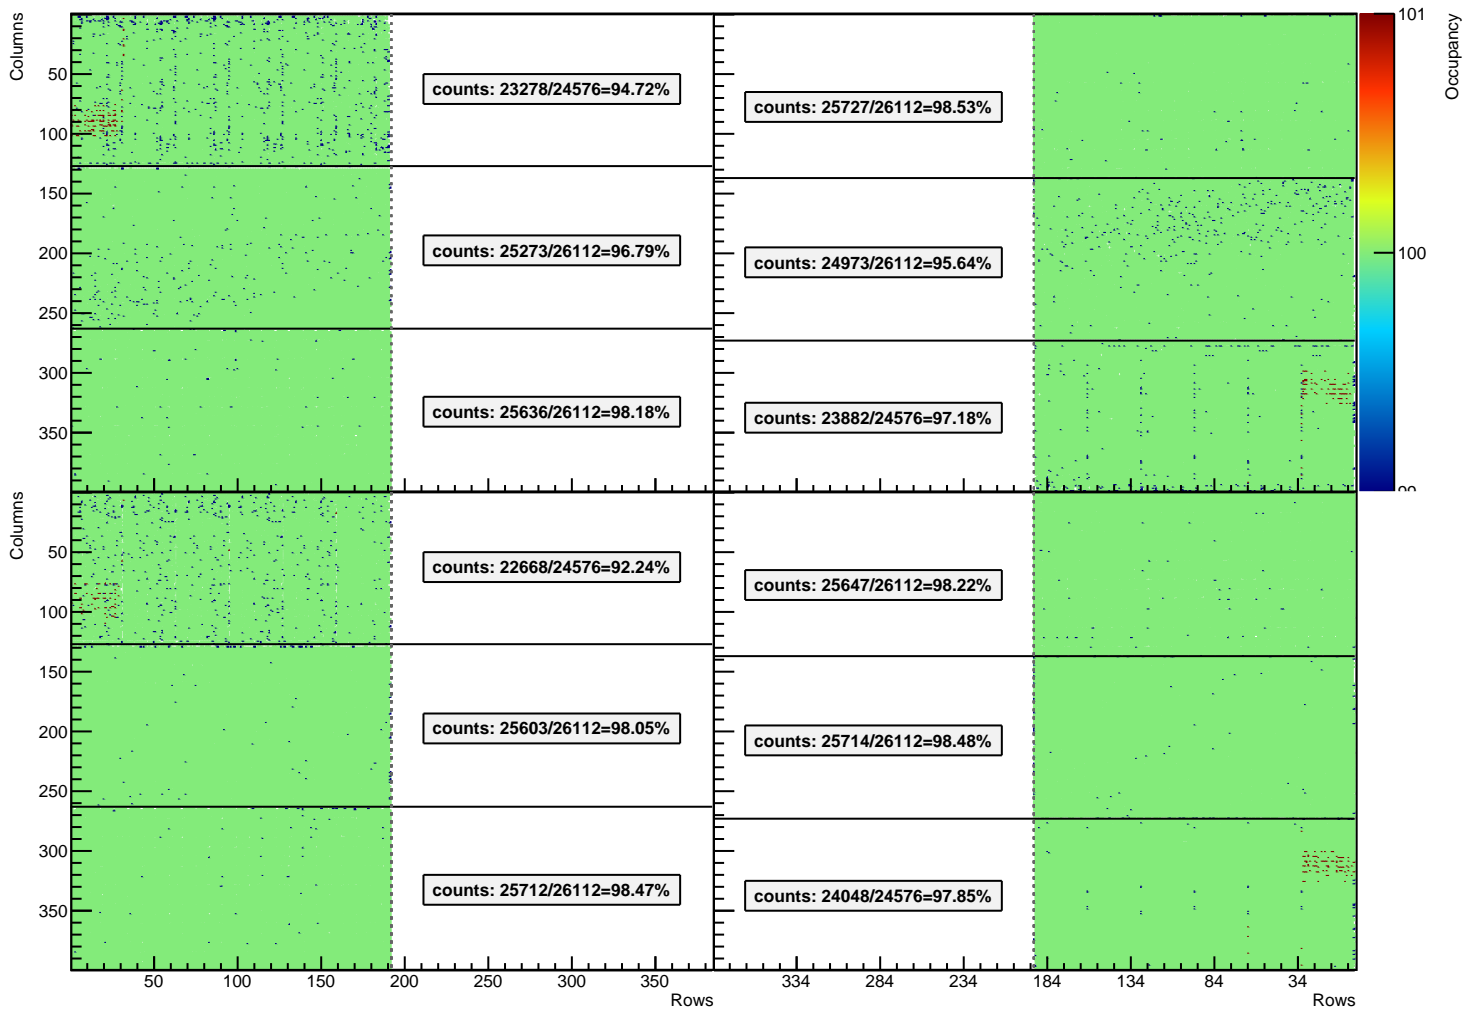 Columns
50
100
150
200
250
300
350
counts: 23278/24576=94.72%
counts: 25273/26112=96.79%
counts: 25636/26112=98.18%
counts: 25727/26112=98.53%
counts: 24973/26112=95.64%
counts: 23882/24576=97.18%
101
100
Occupancy
Columns
50
100
150
200
250
300
350
counts: 22668/24576=92.24%
counts: 25603/26112=98.05%
counts: 25712/26112=98.47%
counts: 25647/26112=98.22%
counts: 25714/26112=98.48%
counts: 24048/24576=97.85%
50 100 150 200 250 300 350
Rows
334 284 234 184 134 84 34
Rows